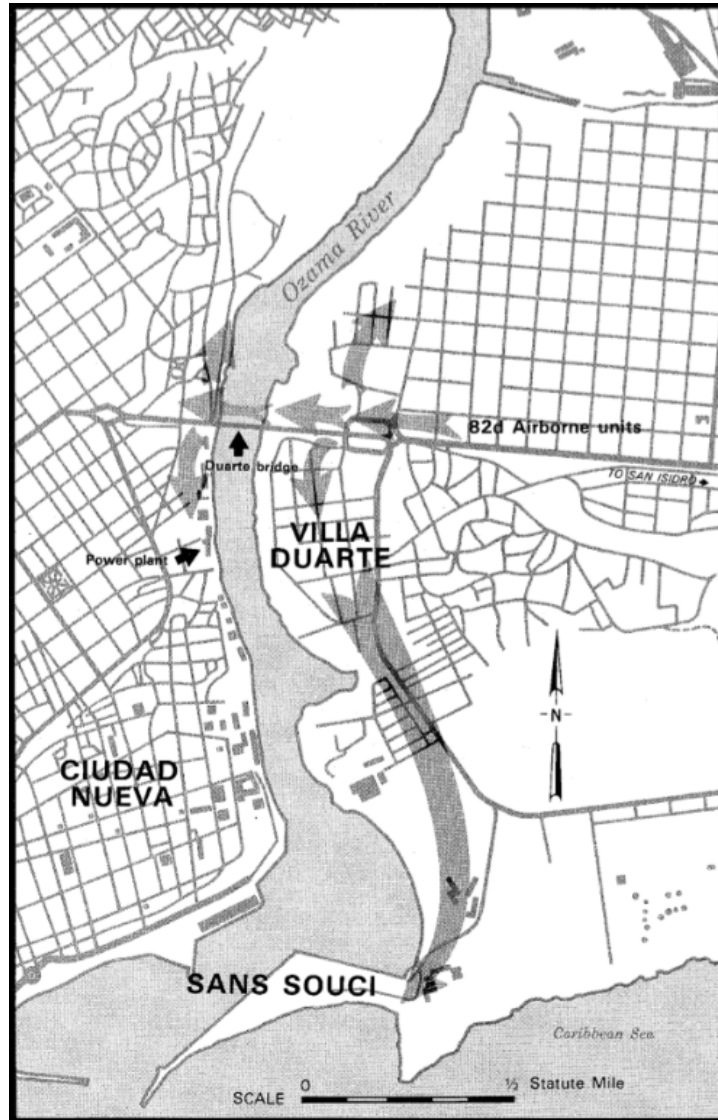 Ozama River
82d Airborne units
Duarte bridge
TO SAN ISIDRO
VILLA
DUARTE
Power plant
N
CIUDAD
NUEVA
SANS SOUCI
Caribbean Sea
SCALE 0 ½ Statute Mile